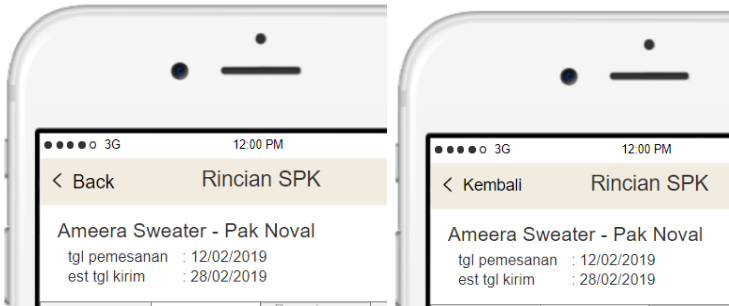 3G 12:00 PM
Back Rincian SPK
Ameera Sweater - Pak Noval
tgl pemesanan : 12/02/2019
est tgl kirim : 28/02/2019
3G 12:00 PM
Kembali Rincian SPK
Ameera Sweater - Pak Noval
tgl pemesanan : 12/02/2019
est tgl kirim : 28/02/2019